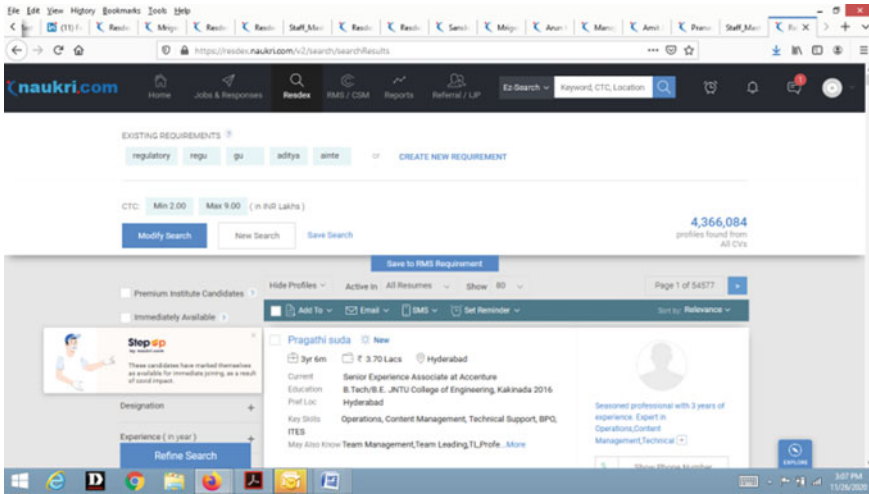 File Edit View History Bookmarks Tools Help
https://resdex.naukri.com/v2/search/searchResults
naukri.com
Home Jobs & Responses Resdex RMS / CSM Reports Referral / IJP Ez-Search Keyword, CTC, Location
EXISTING REQUIREMENTS ?
regulatory regu gu aditya ainte or CREATE NEW REQUIREMENT
CTC: Min 2.00 Max 9.00 ( in INR Lakhs )
4,366,084
profiles found from
All CVs
Modify Search New Search Save Search
Save to RMS Requirement
Hide Profiles Active In All Resumes Show 80 Page 1 of 54577
Premium Institute Candidates
Immediately Available
Add To Email SMS Set Reminder Sort by: Relevance
Step up
These candidates have marked themselves
as available for immediate joining, as a result
of covid impact.
Designation
Experience ( in year )
Refine Search
Pragathi suda New
3yr 6m ₹ 3.70 Lacs Hyderabad
Current Senior Experience Associate at Accenture
Education B.Tech/B.E. JNTU College of Engineering, Kakinada 2016
Pref Loc Hyderabad
Key Skills Operations, Content Management, Technical Support, BPO,
ITES
May Also Know Team Management,Team Leading,TL,Profe...More
Seasoned professional with 3 years of
experience. Expert in
Operations,Content
Management,Technical
Show Phone Number
EXPLORE
3:07 PM
11/26/2020